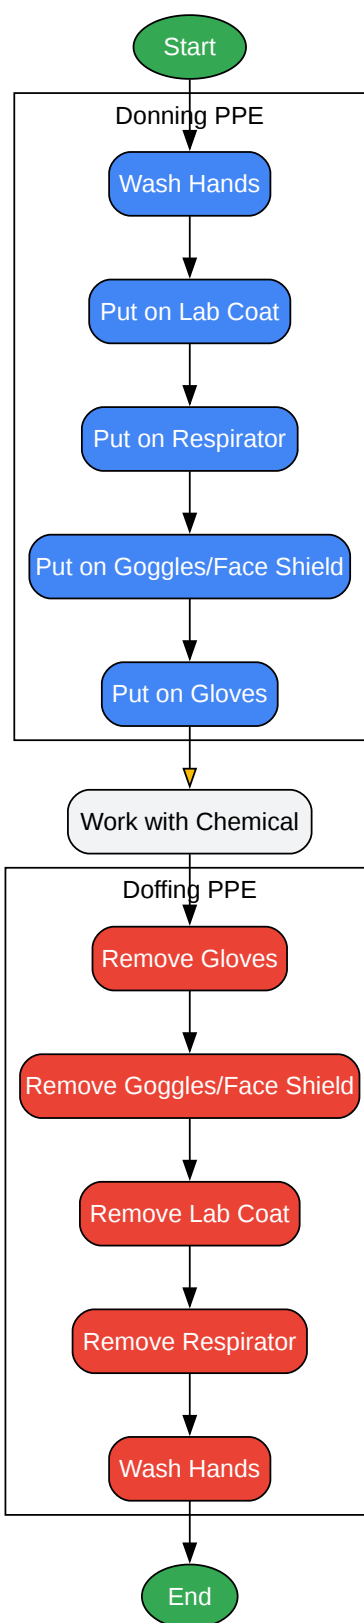 Start
Donning PPE
Wash Hands
Put on Lab Coat
Put on Respirator
Put on Goggles/Face Shield
Put on Gloves
Work with Chemical
Doffing PPE
Remove Gloves
Remove Goggles/Face Shield
Remove Lab Coat
Remove Respirator
Wash Hands
End